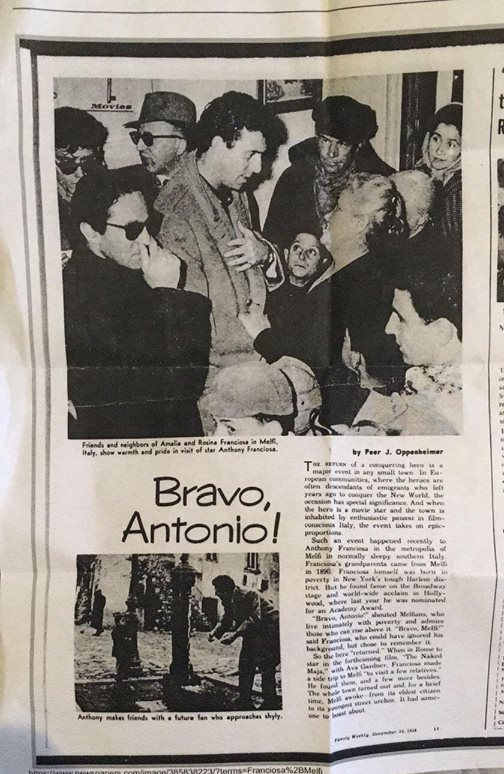 Movies
Friends and neighbors of Amalia and Rosina Franciosa in Melfi,
Italy, show warmth and pride in visit of star Anthony Franciosa.
Bravo,
Antonio!
Anthony makes friends with a future fan who approaches shyly.
by Peer J. Oppenheimer
THE RETURN of a conquering hero is a
major event in any small town. In Eu-
ropean communities, where the heroes are
often descendants of emigrants who left
years ago to conquer the New World, the
occasion has special significance. And when
the hero is a movie star and the town is
inhabited by enthusiastic peasant in film-
conscious Italy, the event takes on epic-
proportions.
Such an event happened recently to
Anthony Franciosa in the metropolis of
Melfi in normally sleepy southern Italy.
Franciosa's grandparents came from Melfi
in 1890. Franciosa himself was born in
poverty in New York's tough Harlem dis-
trict. But he found fame on the Broadway
stage and world-wide acclaim in Holly-
wood, where last year he was nominated
for an Academy Award.
"Bravo, Antonio!" shouted Melfians, who
live intimately with poverty and admire
those who can rise above it. "Bravo, Melfi!"
said Franciosa, who could have ignored his
background, but chose to remember it.
So the hero "returned." When in Rome to
star in the forthcoming film, "The Naked
Maja," with Ava Gardner, Franciosa made
a side trip to Melfi "to visit a few relatives."
He found them, and a few more besides.
The whole town turned out and, for a brief
time, Melfi awoke—from its eldest citizen
to its youngest street urchin. It had some-
one to boast about.
Family Weekly, November 1958